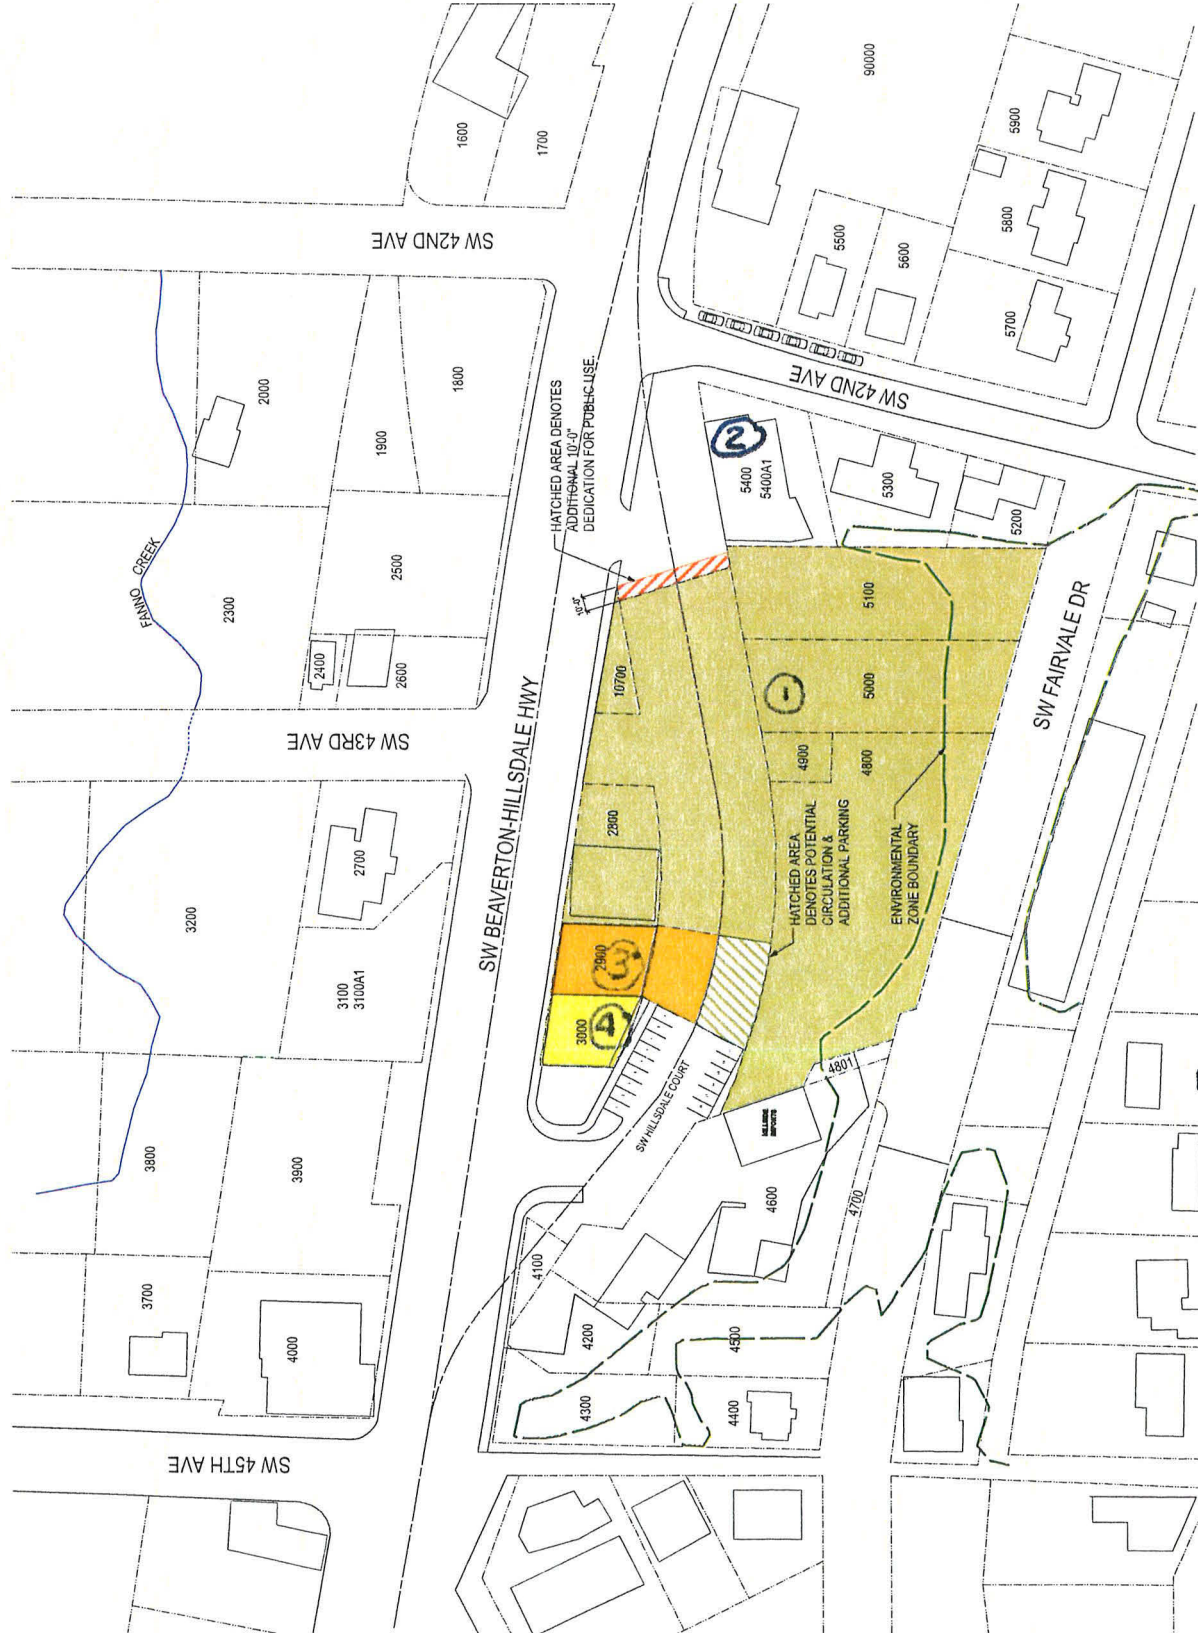 SW 45TH AVE
3700
4000
3800
3900
3200
3100
3100A1
2700
SW 43RD AVE
FANNO CREEK
2300
2400
2500
2600
2000
1900
1800
SW 42ND AVE
1600
1700
SW BEAVERTON-HILLSDALE HWY
HATCHED AREA DENOTES
ADDITIONAL 10'-0"
DEDICATION FOR PUBLIC USE.
10'-0"
4100
4200
4300
4400
4500
4600
4700
4801
SW HILLSDALE COURT
HILLSIDE
IMPORTS
3000
4
2900
3
2800
10700
HATCHED AREA
DENOTES POTENTIAL
CIRCULATION &
ADDITIONAL PARKING
ENVIRONMENTAL
ZONE BOUNDARY
4900
4800
1
5000
5100
2
5400
5400A1
5300
5200
SW 42ND AVE
5500
5600
5700
5800
5900
90000
SW FAIRVALE DR